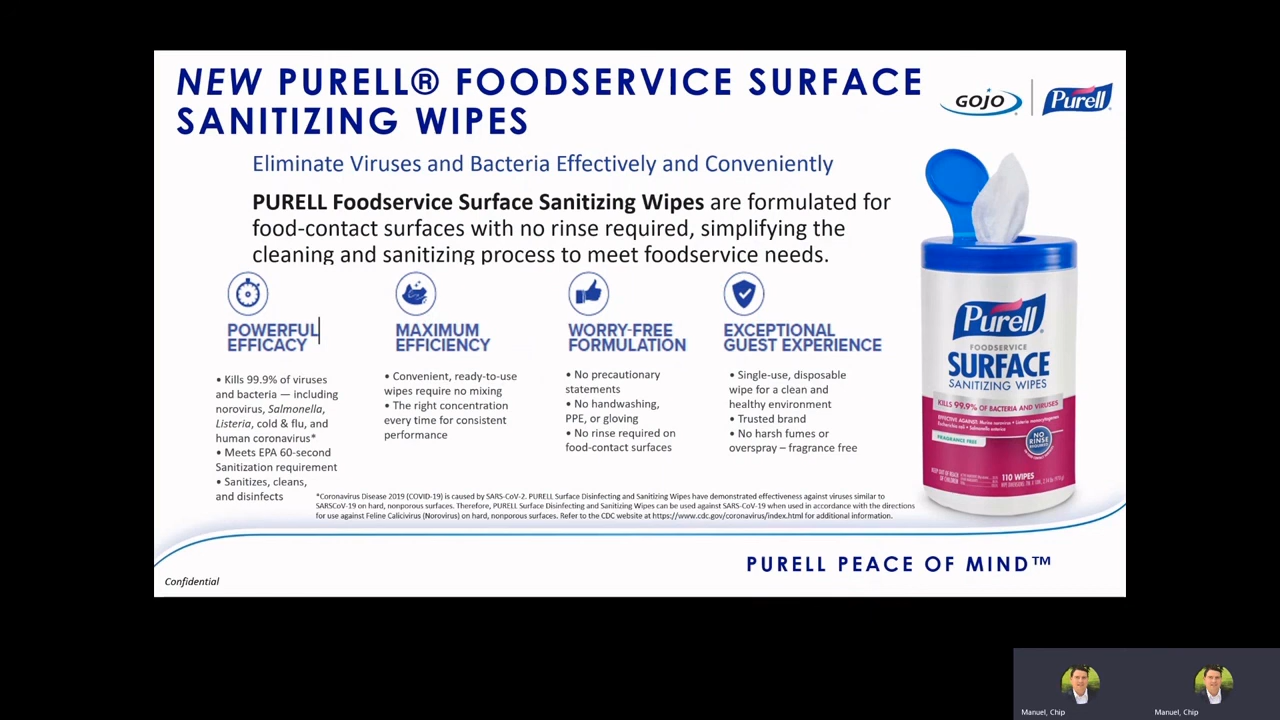 NEW PURELL® FOODSERVICE SURFACE
SANITIZING WIPES
GOJO
Purell
Eliminate Viruses and Bacteria Effectively and Conveniently
PURELL Foodservice Surface Sanitizing Wipes are formulated for
food-contact surfaces with no rinse required, simplifying the
cleaning and sanitizing process to meet foodservice needs.
POWERFUL
EFFICACY
• Kills 99.9% of viruses
and bacteria — including
norovirus, Salmonella,
Listeria, cold & flu, and
human coronavirus*
• Meets EPA 60-second
Sanitization requirement
• Sanitizes, cleans,
and disinfects
MAXIMUM
EFFICIENCY
• Convenient, ready-to-use
wipes require no mixing
• The right concentration
every time for consistent
performance
WORRY-FREE
FORMULATION
• No precautionary
statements
• No handwashing,
PPE, or gloving
• No rinse required on
food-contact surfaces
EXCEPTIONAL
GUEST EXPERIENCE
• Single-use, disposable
wipe for a clean and
healthy environment
• Trusted brand
• No harsh fumes or
overspray – fragrance free
Purell
FOODSERVICE
SURFACE
SANITIZING WIPES
KILLS 99.9% OF BACTERIA AND VIRUSES
FRAGRANCE FREE
NO
RINSE
110 WIPES
*Coronavirus Disease 2019 (COVID-19) is caused by SARS-CoV-2. PURELL Surface Disinfecting and Sanitizing Wipes have demonstrated effectiveness against viruses similar to
SARSCoV-19 on hard, nonporous surfaces. Therefore, PURELL Surface Disinfecting and Sanitizing Wipes can be used against SARS-CoV-19 when used in accordance with the directions
for use against Feline Calicivirus (Norovirus) on hard, nonporous surfaces. Refer to the CDC website at https://www.cdc.gov/coronavirus/index.html for additional information.
PURELL PEACE OF MIND™
Confidential
Manuel, Chip
Manuel, Chip